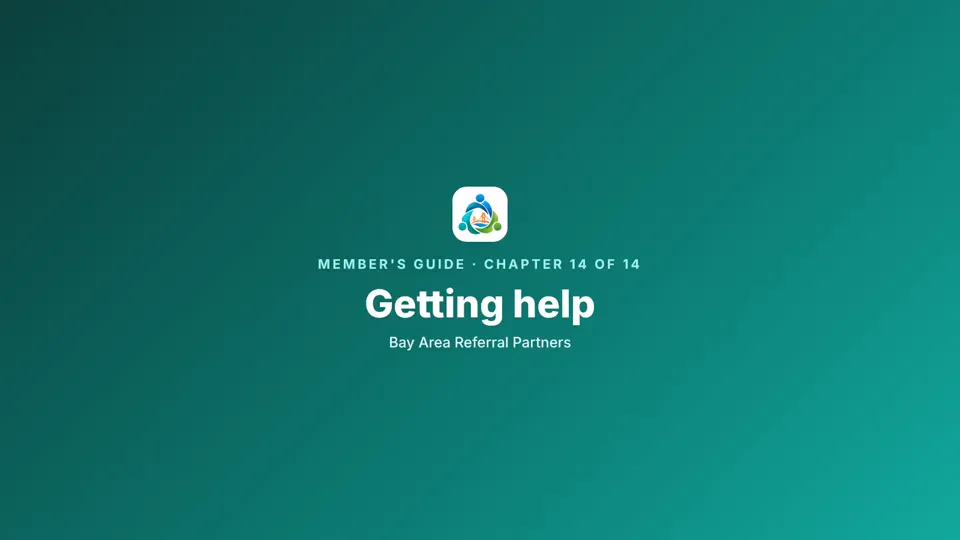 MEMBER'S GUIDE · CHAPTER 14 OF 14
Getting help
Bay Area Referral Partners